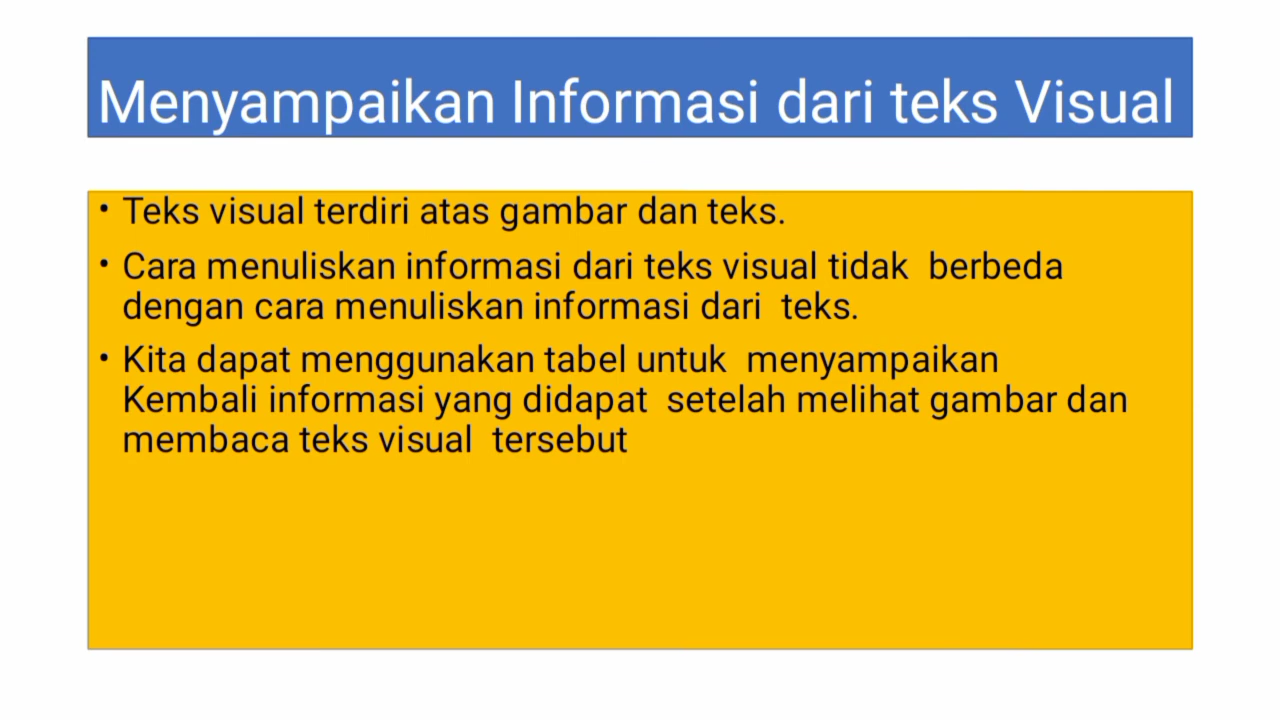 Menyampaikan Informasi dari teks Visual
• Teks visual terdiri atas gambar dan teks.
• Cara menuliskan informasi dari teks visual tidak  berbeda
dengan cara menuliskan informasi dari  teks.
• Kita dapat menggunakan tabel untuk  menyampaikan
Kembali informasi yang didapat  setelah melihat gambar dan
membaca teks visual  tersebut